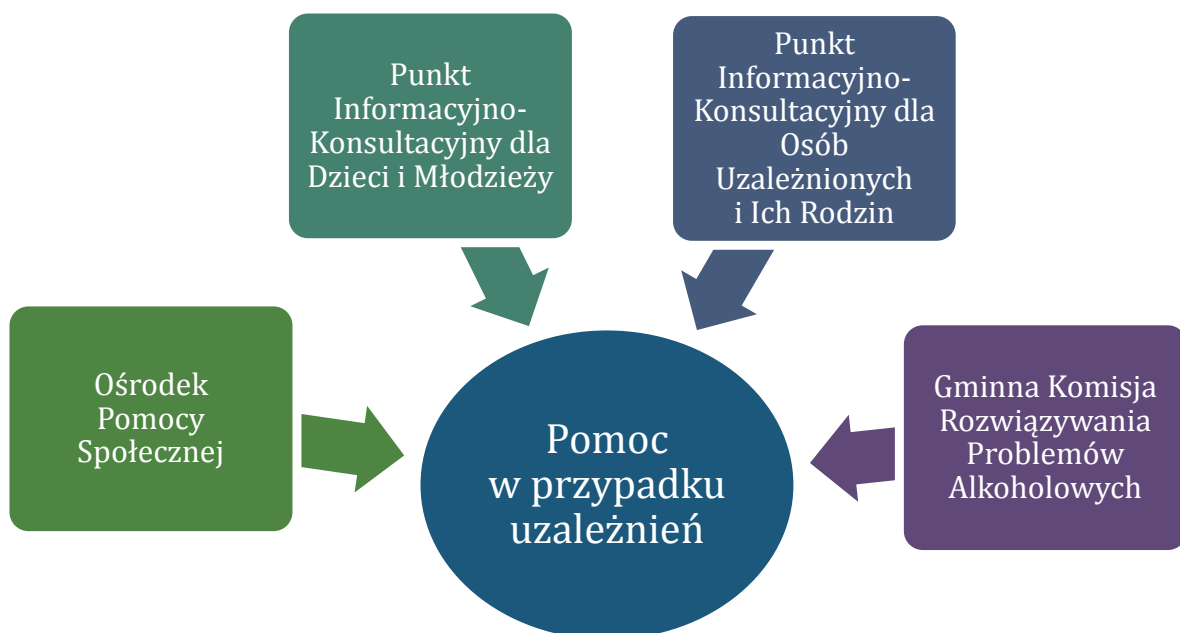 Punkt
Informacyjno-
Konsultacyjny dla
Dzieci i Młodzieży
Punkt
Informacyjno-
Konsultacyjny dla
Osób
Uzależnionych
i Ich Rodzin
Ośrodek
Pomocy
Społecznej
Pomoc
w przypadku
uzależnień
Gminna Komisja
Rozwiązywania
Problemów
Alkoholowych